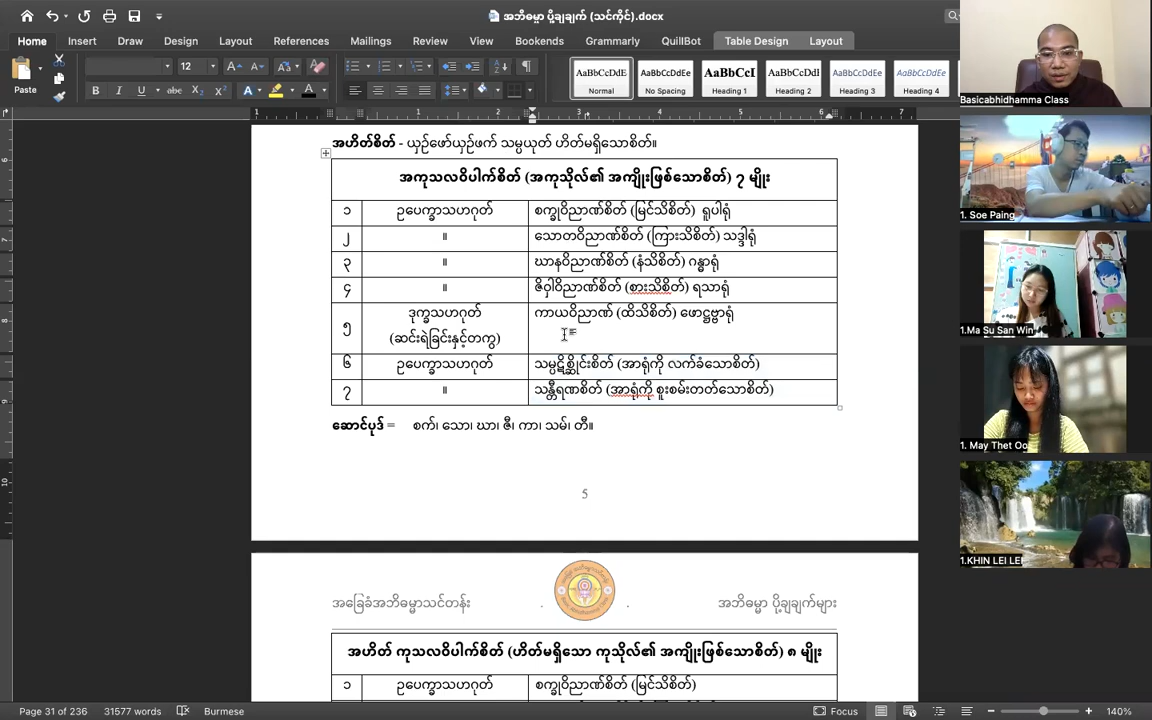 အဘိဓမ္မာ ပို့ချချက် (သင်ကိုင်).docx
Home Insert Draw Design Layout References Mailings Review View Bookends Grammarly QuillBot Table Design Layout
Paste
12
AaBbCcDdE AaBbCcDdEe AaBbCcI AaBbCcDdI AaBbCcDdEe AaBbCcDdEe
Normal No Spacing Heading 1 Heading 2 Heading 3 Heading 4
အဟိတ်စိတ် - ယှဉ်ဖော်ယှဉ်ဖက် သမ္ပယုတ် ဟိတ်မရှိသောစိတ်။
အကုသလဝိပါက်စိတ် (အကုသိုလ်၏ အကျိုးဖြစ်သောစိတ်) ၇ မျိုး
၁ ဥပေက္ခာသဟဂုတ် စက္ခုဝိညာဏ်စိတ် (မြင်သိစိတ်) ရူပါရုံ
၂ ။ သောတဝိညာဏ်စိတ် (ကြားသိစိတ်) သဒ္ဒါရုံ
၃ ။ ဃာနဝိညာဏ်စိတ် (နံသိစိတ်) ဂန္ဓာရုံ
၄ ။ ဇိဝှါဝိညာဏ်စိတ် (စားသိစိတ်) ရသာရုံ
၅ ဒုက္ခသဟဂုတ် (ဆင်းရဲခြင်းနှင့်တကွ) ကာယဝိညာဏ် (ထိသိစိတ်) ဖောဋ္ဌဗ္ဗာရုံ
၆ ဥပေက္ခာသဟဂုတ် သမ္ပဋိစ္ဆိုင်းစိတ် (အာရုံကို လက်ခံသောစိတ်)
၇ ။ သန္တီရဏစိတ် (အာရုံကို စူးစမ်းတတ်သောစိတ်)
ဆောင်ပုဒ် = စက်၊ သော၊ ဃာ၊ ဇီ၊ ကာ၊ သမ်၊ တီ။
5
အခြေခံအဘိဓမ္မာသင်တန်း . . အဘိဓမ္မာ ပို့ချချက်များ
အဟိတ် ကုသလဝိပါက်စိတ် (ဟိတ်မရှိသော ကုသိုလ်၏ အကျိုးဖြစ်သောစိတ်) ၈ မျိုး
၁ ဥပေက္ခာသဟဂုတ် စက္ခုဝိညာဏ်စိတ် (မြင်သိစိတ်)
Page 31 of 236 31577 words Burmese Focus 140%
Basicabhidhamma Class
1. Soe Paing
1.Ma Su San Win
1. May Thet Oo
1.KHIN LEI LEI